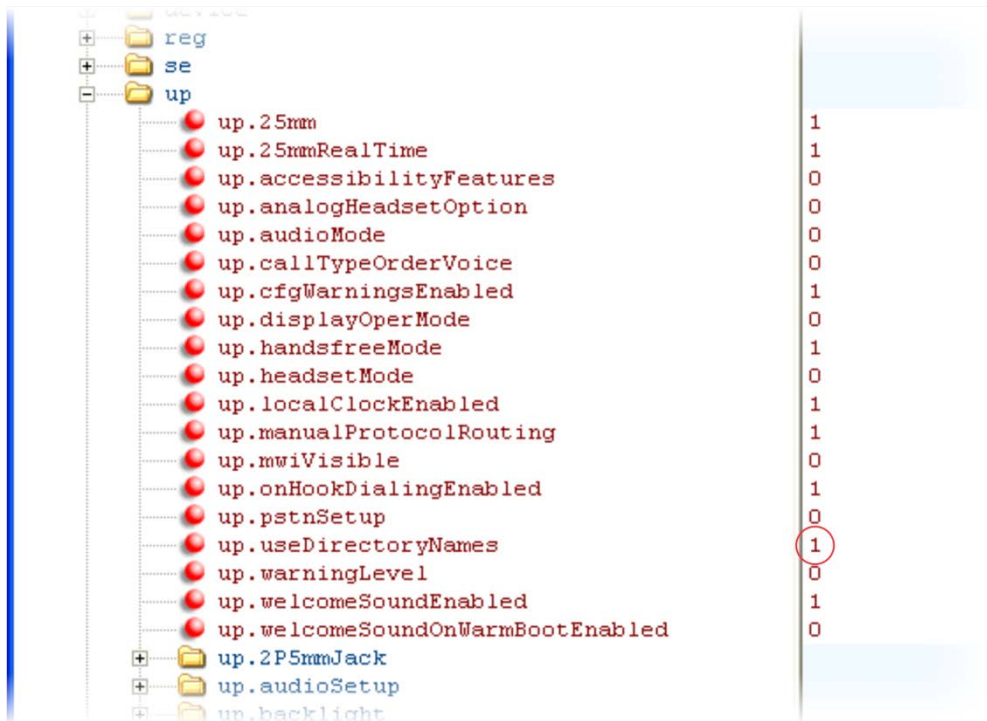 device
reg
se
up
up.25mm 1
up.25mmRealTime 1
up.accessibilityFeatures 0
up.analogHeadsetOption 0
up.audioMode 0
up.callTypeOrderVoice 0
up.cfgWarningsEnabled 1
up.displayOperMode 0
up.handsfreeMode 1
up.headsetMode 0
up.localClockEnabled 1
up.manualProtocolRouting 1
up.mwiVisible 0
up.onHookDialingEnabled 1
up.pstnSetup 0
up.useDirectoryNames 1
up.warningLevel 0
up.welcomeSoundEnabled 1
up.welcomeSoundOnWarmBootEnabled 0
up.2P5mmJack
up.audioSetup
up.backlight